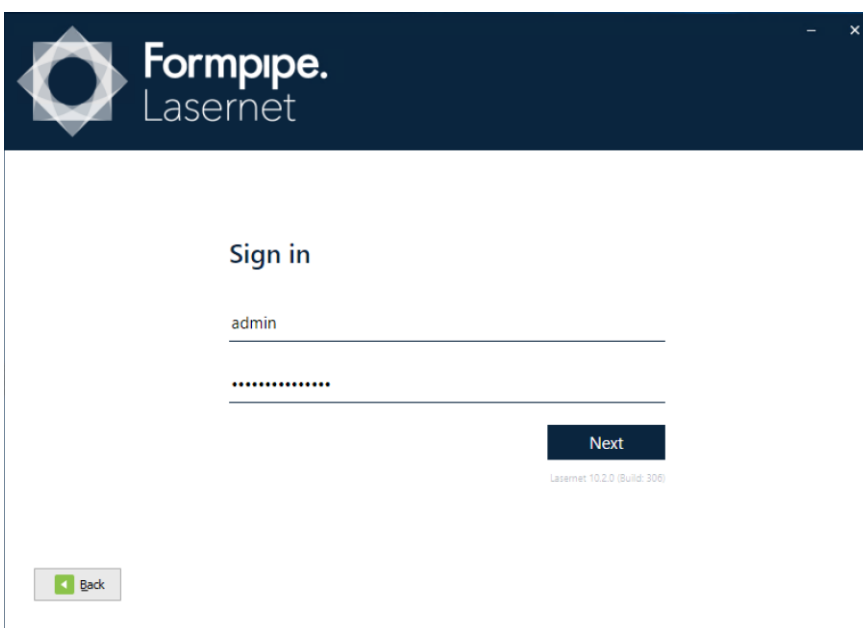 Formpipe.
Lasernet
Sign in
admin
•••••••••••••••
Next
Lasernet 10.2.0 (Build: 306)
Back